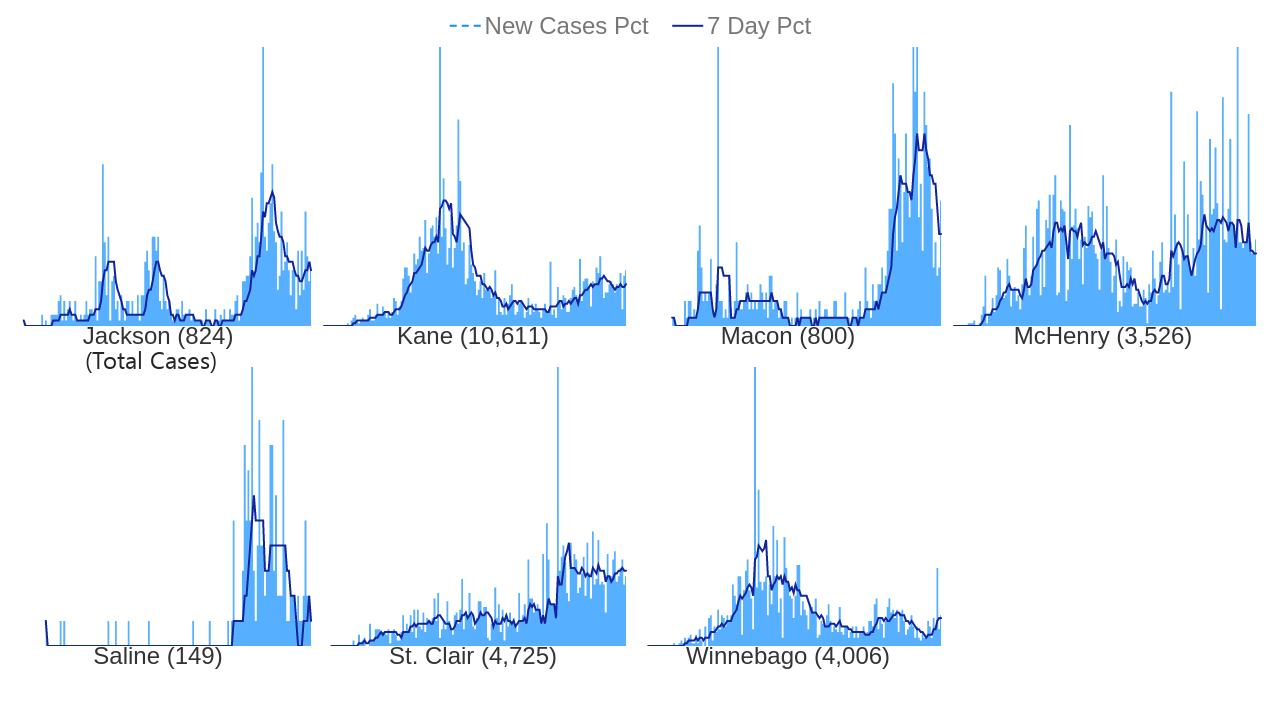 New Cases Pct 7 Day Pct
Jackson (824) Kane (10,611) Macon (800) McHenry (3,526)
(Total Cases)
Saline (149) St. Clair (4,725) Winnebago (4,006)